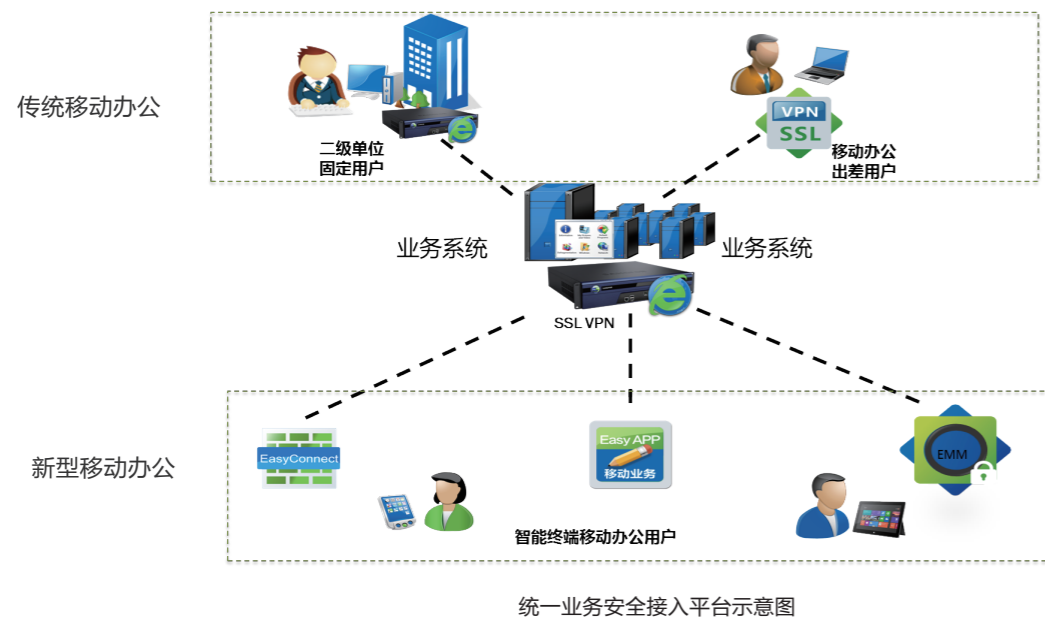 传统移动办公
二级单位
固定用户
VPN
SSL
移动办公
出差用户
业务系统
业务系统
SSL VPN
新型移动办公
EasyConnect
Easy APP
移动业务
EMM
智能终端移动办公用户
统一业务安全接入平台示意图